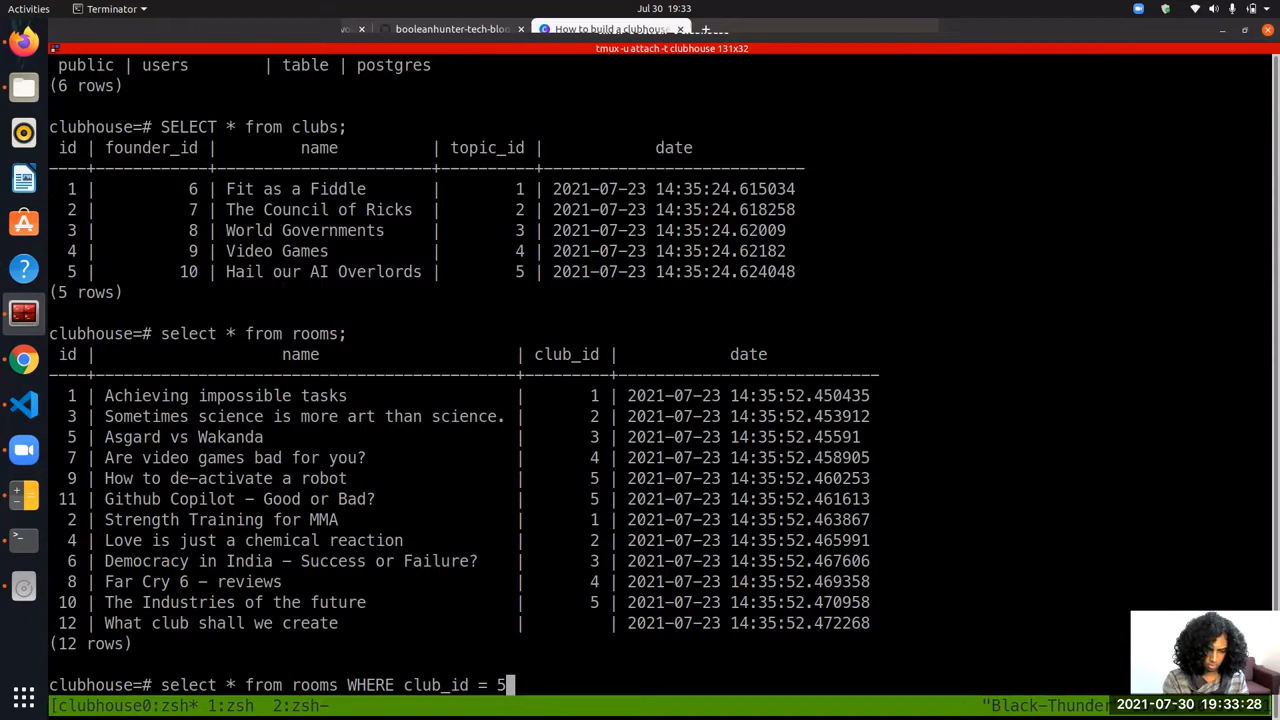 Activities Terminator Jul 30 19:33
booleanhunter-tech-blo How to build a clubhouse
tmux -u attach -t clubhouse 131x32
public | users | table | postgres
(6 rows)
clubhouse=# SELECT * from clubs;
id | founder_id | name | topic_id | date
----+------------+-----------------------+----------+----------------------------
1 | 6 | Fit as a Fiddle | 1 | 2021-07-23 14:35:24.615034
2 | 7 | The Council of Ricks | 2 | 2021-07-23 14:35:24.618258
3 | 8 | World Governments | 3 | 2021-07-23 14:35:24.62009
4 | 9 | Video Games | 4 | 2021-07-23 14:35:24.62182
5 | 10 | Hail our AI Overlords | 5 | 2021-07-23 14:35:24.624048
(5 rows)
clubhouse=# select * from rooms;
id | name | club_id | date
----+---------------------------------------------+---------+----------------------------
1 | Achieving impossible tasks | 1 | 2021-07-23 14:35:52.450435
3 | Sometimes science is more art than science. | 2 | 2021-07-23 14:35:52.453912
5 | Asgard vs Wakanda | 3 | 2021-07-23 14:35:52.45591
7 | Are video games bad for you? | 4 | 2021-07-23 14:35:52.458905
9 | How to de-activate a robot | 5 | 2021-07-23 14:35:52.460253
11 | Github Copilot - Good or Bad? | 5 | 2021-07-23 14:35:52.461613
2 | Strength Training for MMA | 1 | 2021-07-23 14:35:52.463867
4 | Love is just a chemical reaction | 2 | 2021-07-23 14:35:52.465991
6 | Democracy in India - Success or Failure? | 3 | 2021-07-23 14:35:52.467606
8 | Far Cry 6 - reviews | 4 | 2021-07-23 14:35:52.469358
10 | The Industries of the future | 5 | 2021-07-23 14:35:52.470958
12 | What club shall we create | | 2021-07-23 14:35:52.472268
(12 rows)
clubhouse=# select * from rooms WHERE club_id = 5
[clubhouse0:zsh* 1:zsh 2:zsh- "Black-Thunder 2021-07-30 19:33:28